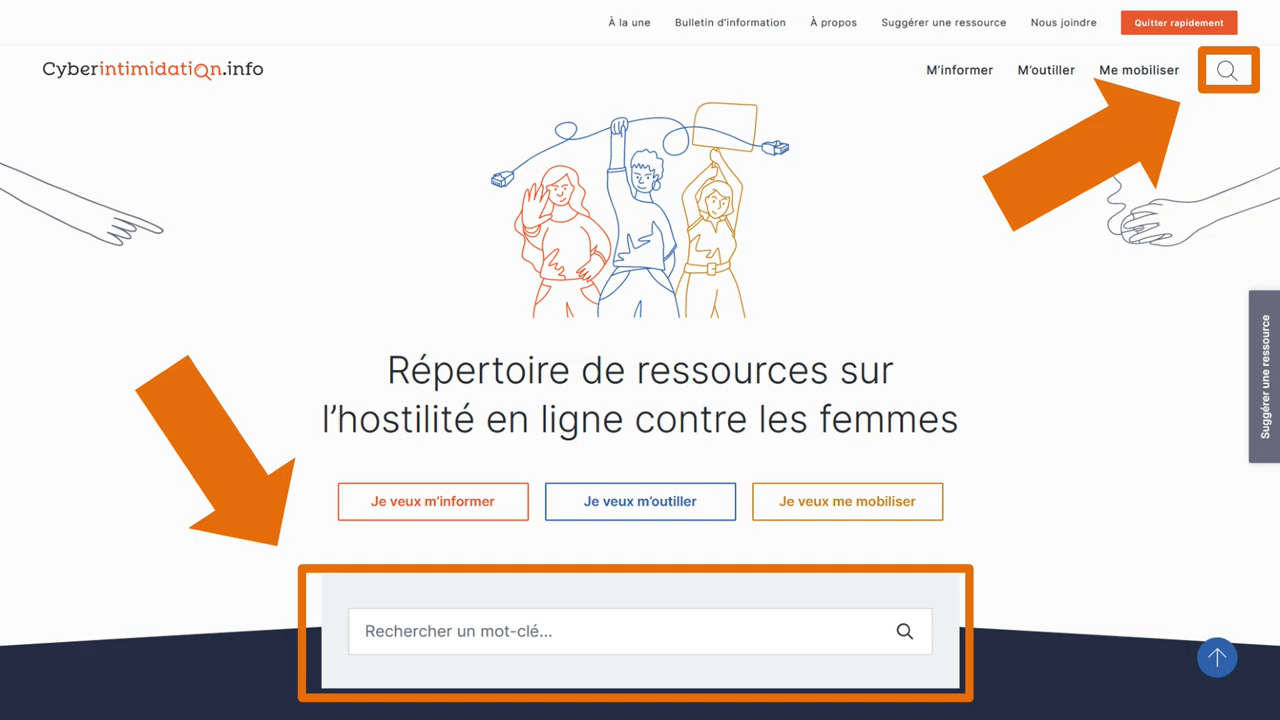 À la une
Bulletin d'information
À propos
Suggérer une ressource
Nous joindre
Quitter rapidement
Cyberintimidation.info
M'informer
M'outiller
Me mobiliser
Répertoire de ressources sur
l'hostilité en ligne contre les femmes
Je veux m'informer
Je veux m'outiller
Je veux me mobiliser
Rechercher un mot-clé...
Suggérer une ressource